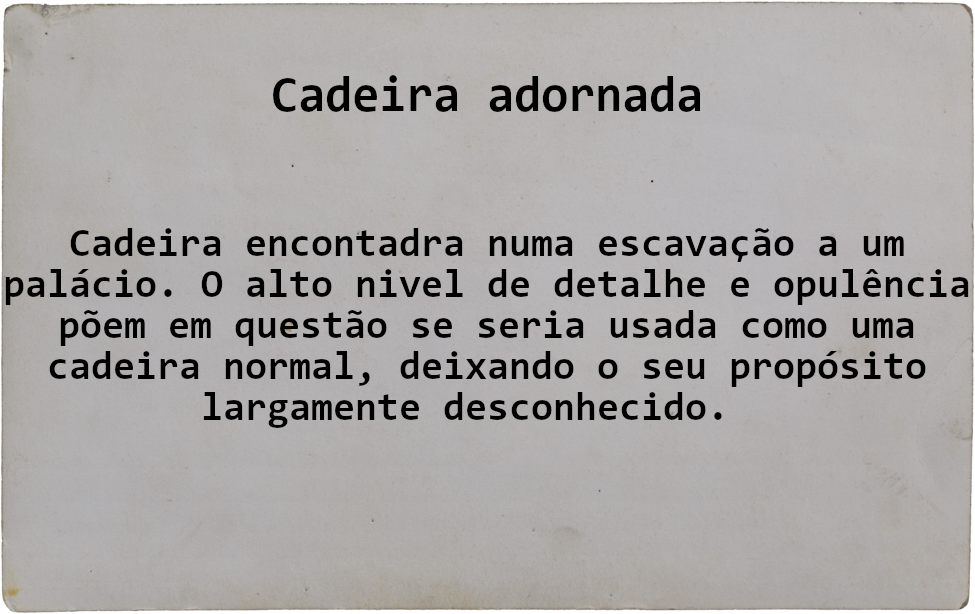 Cadeira adornada
Cadeira encontadra numa escavação a um
palácio. O alto nivel de detalhe e opulência
põem em questão se seria usada como uma
cadeira normal, deixando o seu propósito
largamente desconhecido.